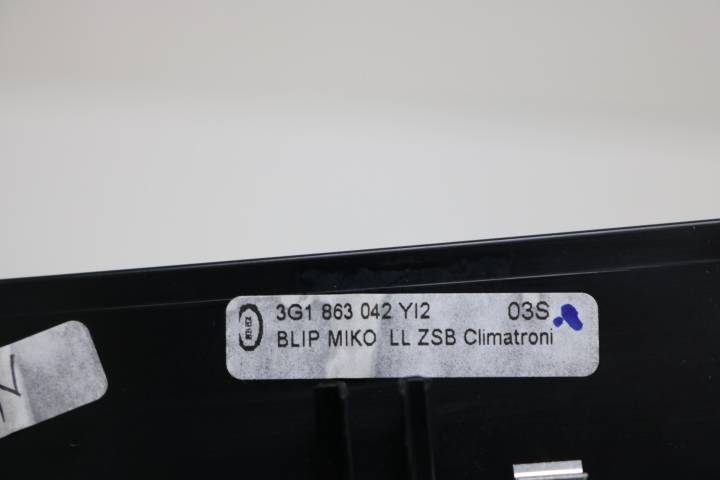 3G1 863 042 YI2 03S
BLIP MIKO LL ZSB Climatroni